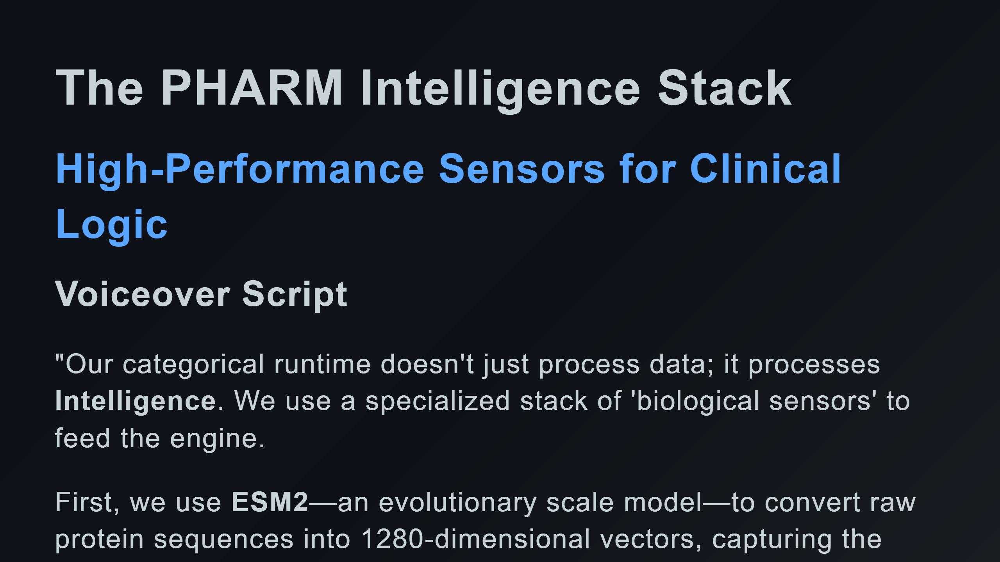 The PHARM Intelligence Stack
High-Performance Sensors for Clinical
Logic
Voiceover Script
"Our categorical runtime doesn't just process data; it processes
Intelligence. We use a specialized stack of 'biological sensors' to
feed the engine.
First, we use ESM2—an evolutionary scale model—to convert raw
protein sequences into 1280-dimensional vectors, capturing the